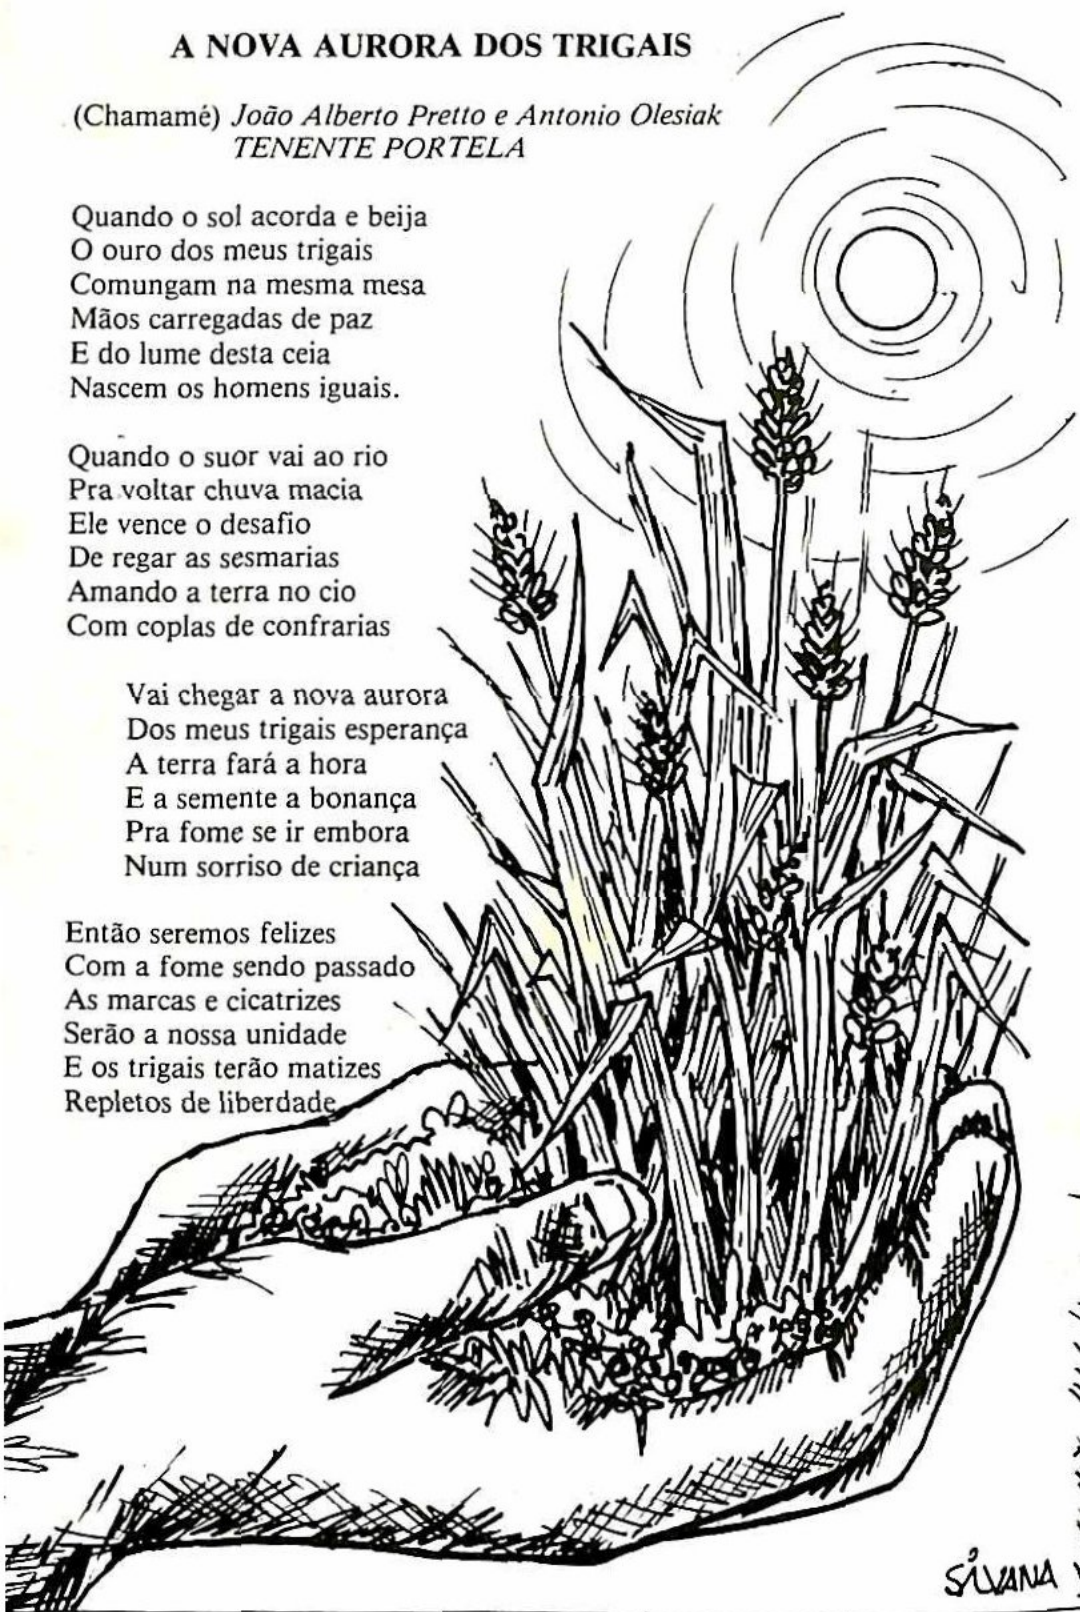 A NOVA AURORA DOS TRIGAIS
(Chamamé) João Alberto Pretto e Antonio Olesiak
TENENTE PORTELA
Quando o sol acorda e beija
O ouro dos meus trigais
Comungam na mesma mesa
Mãos carregadas de paz
E do lume desta ceia
Nascem os homens iguais.
Quando o suor vai ao rio
Pra voltar chuva macia
Ele vence o desafio
De regar as sesmarias
Amando a terra no cio
Com coplas de confrarias
Vai chegar a nova aurora
Dos meus trigais esperança
A terra fará a hora
E a semente a bonança
Pra fome se ir embora
Num sorriso de criança
Então seremos felizes
Com a fome sendo passado
As marcas e cicatrizes
Serão a nossa unidade
E os trigais terão matizes
Repletos de liberdade
SILVANA